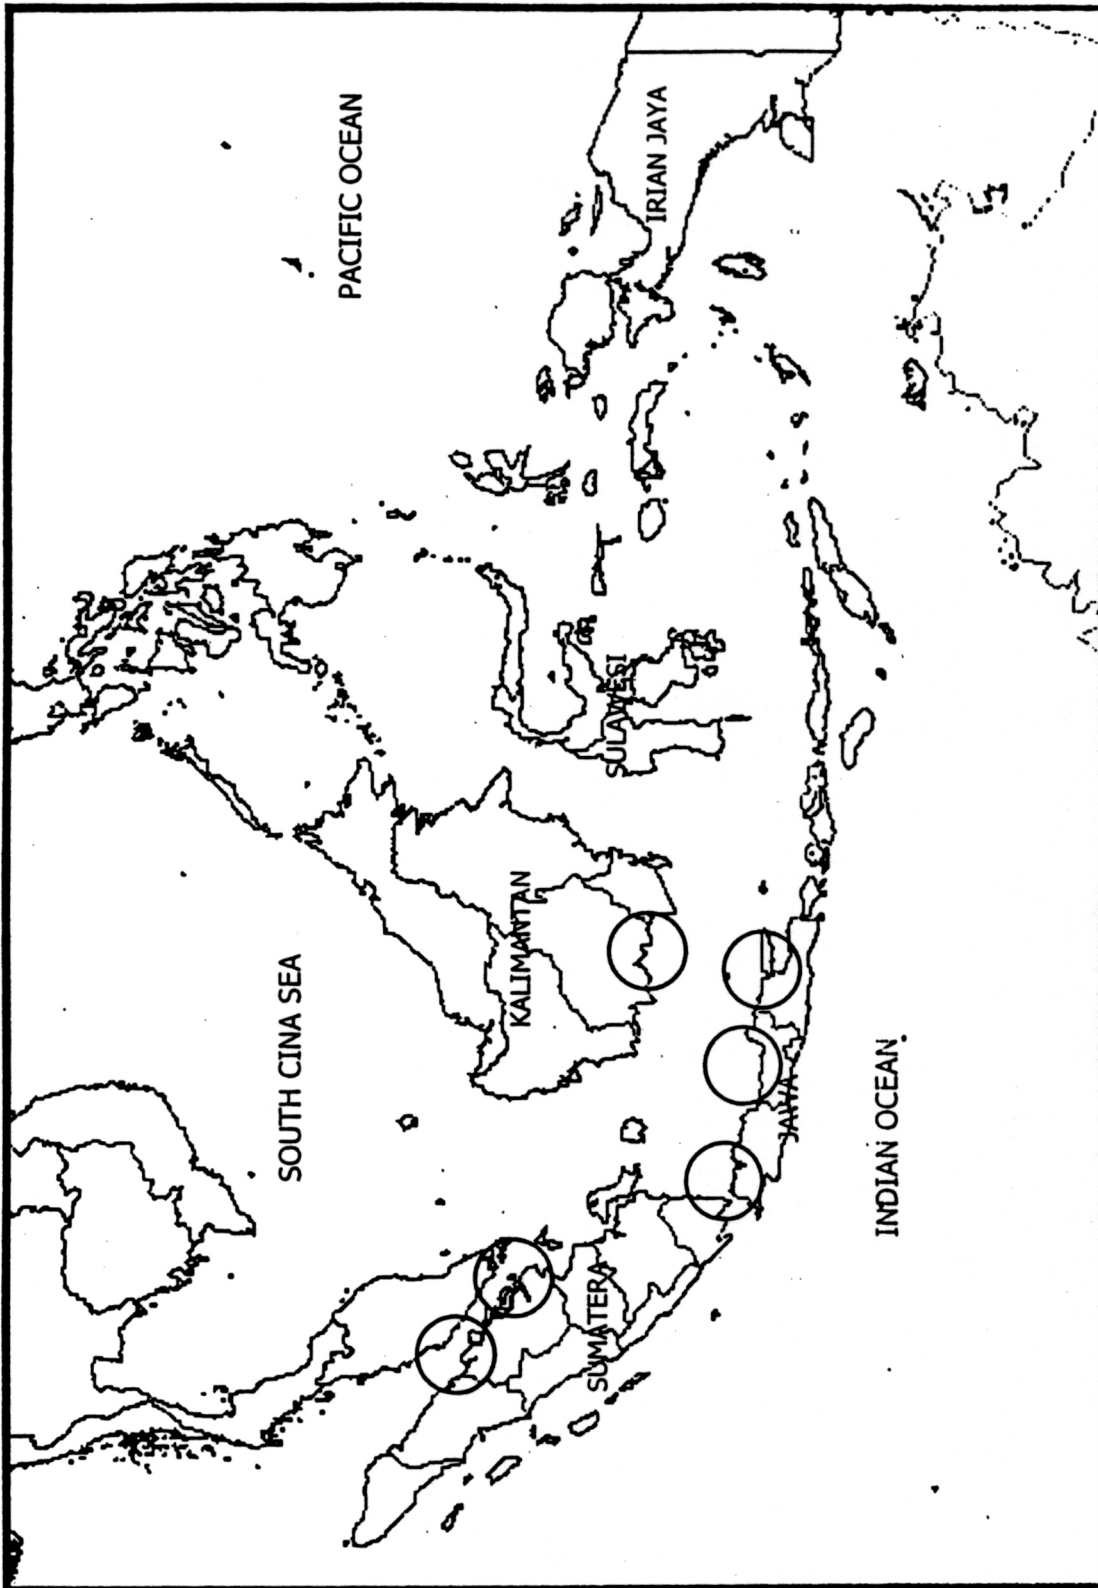 PACIFIC OCEAN
SOUTH CINA SEA
IRIAN JAYA
KALIMANTAN
SULAWESI
SUMATERA
JAWA
INDIAN OCEAN